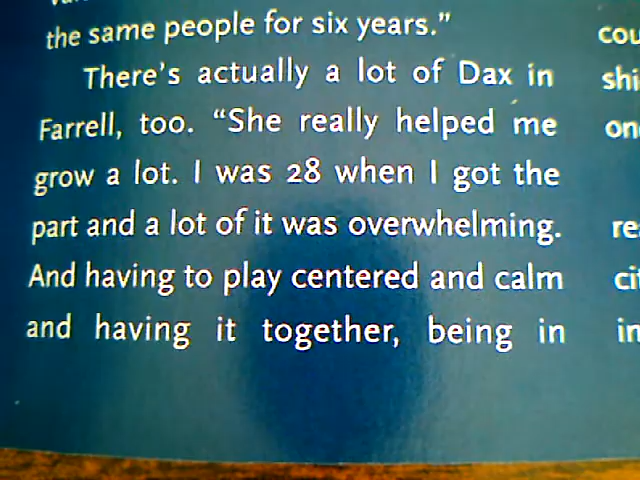 the same people for six years."
There's actually a lot of Dax in
Farrell, too. "She really helped me
grow a lot. I was 28 when I got the
part and a lot of it was overwhelming.
And having to play centered and calm
and having it together, being in